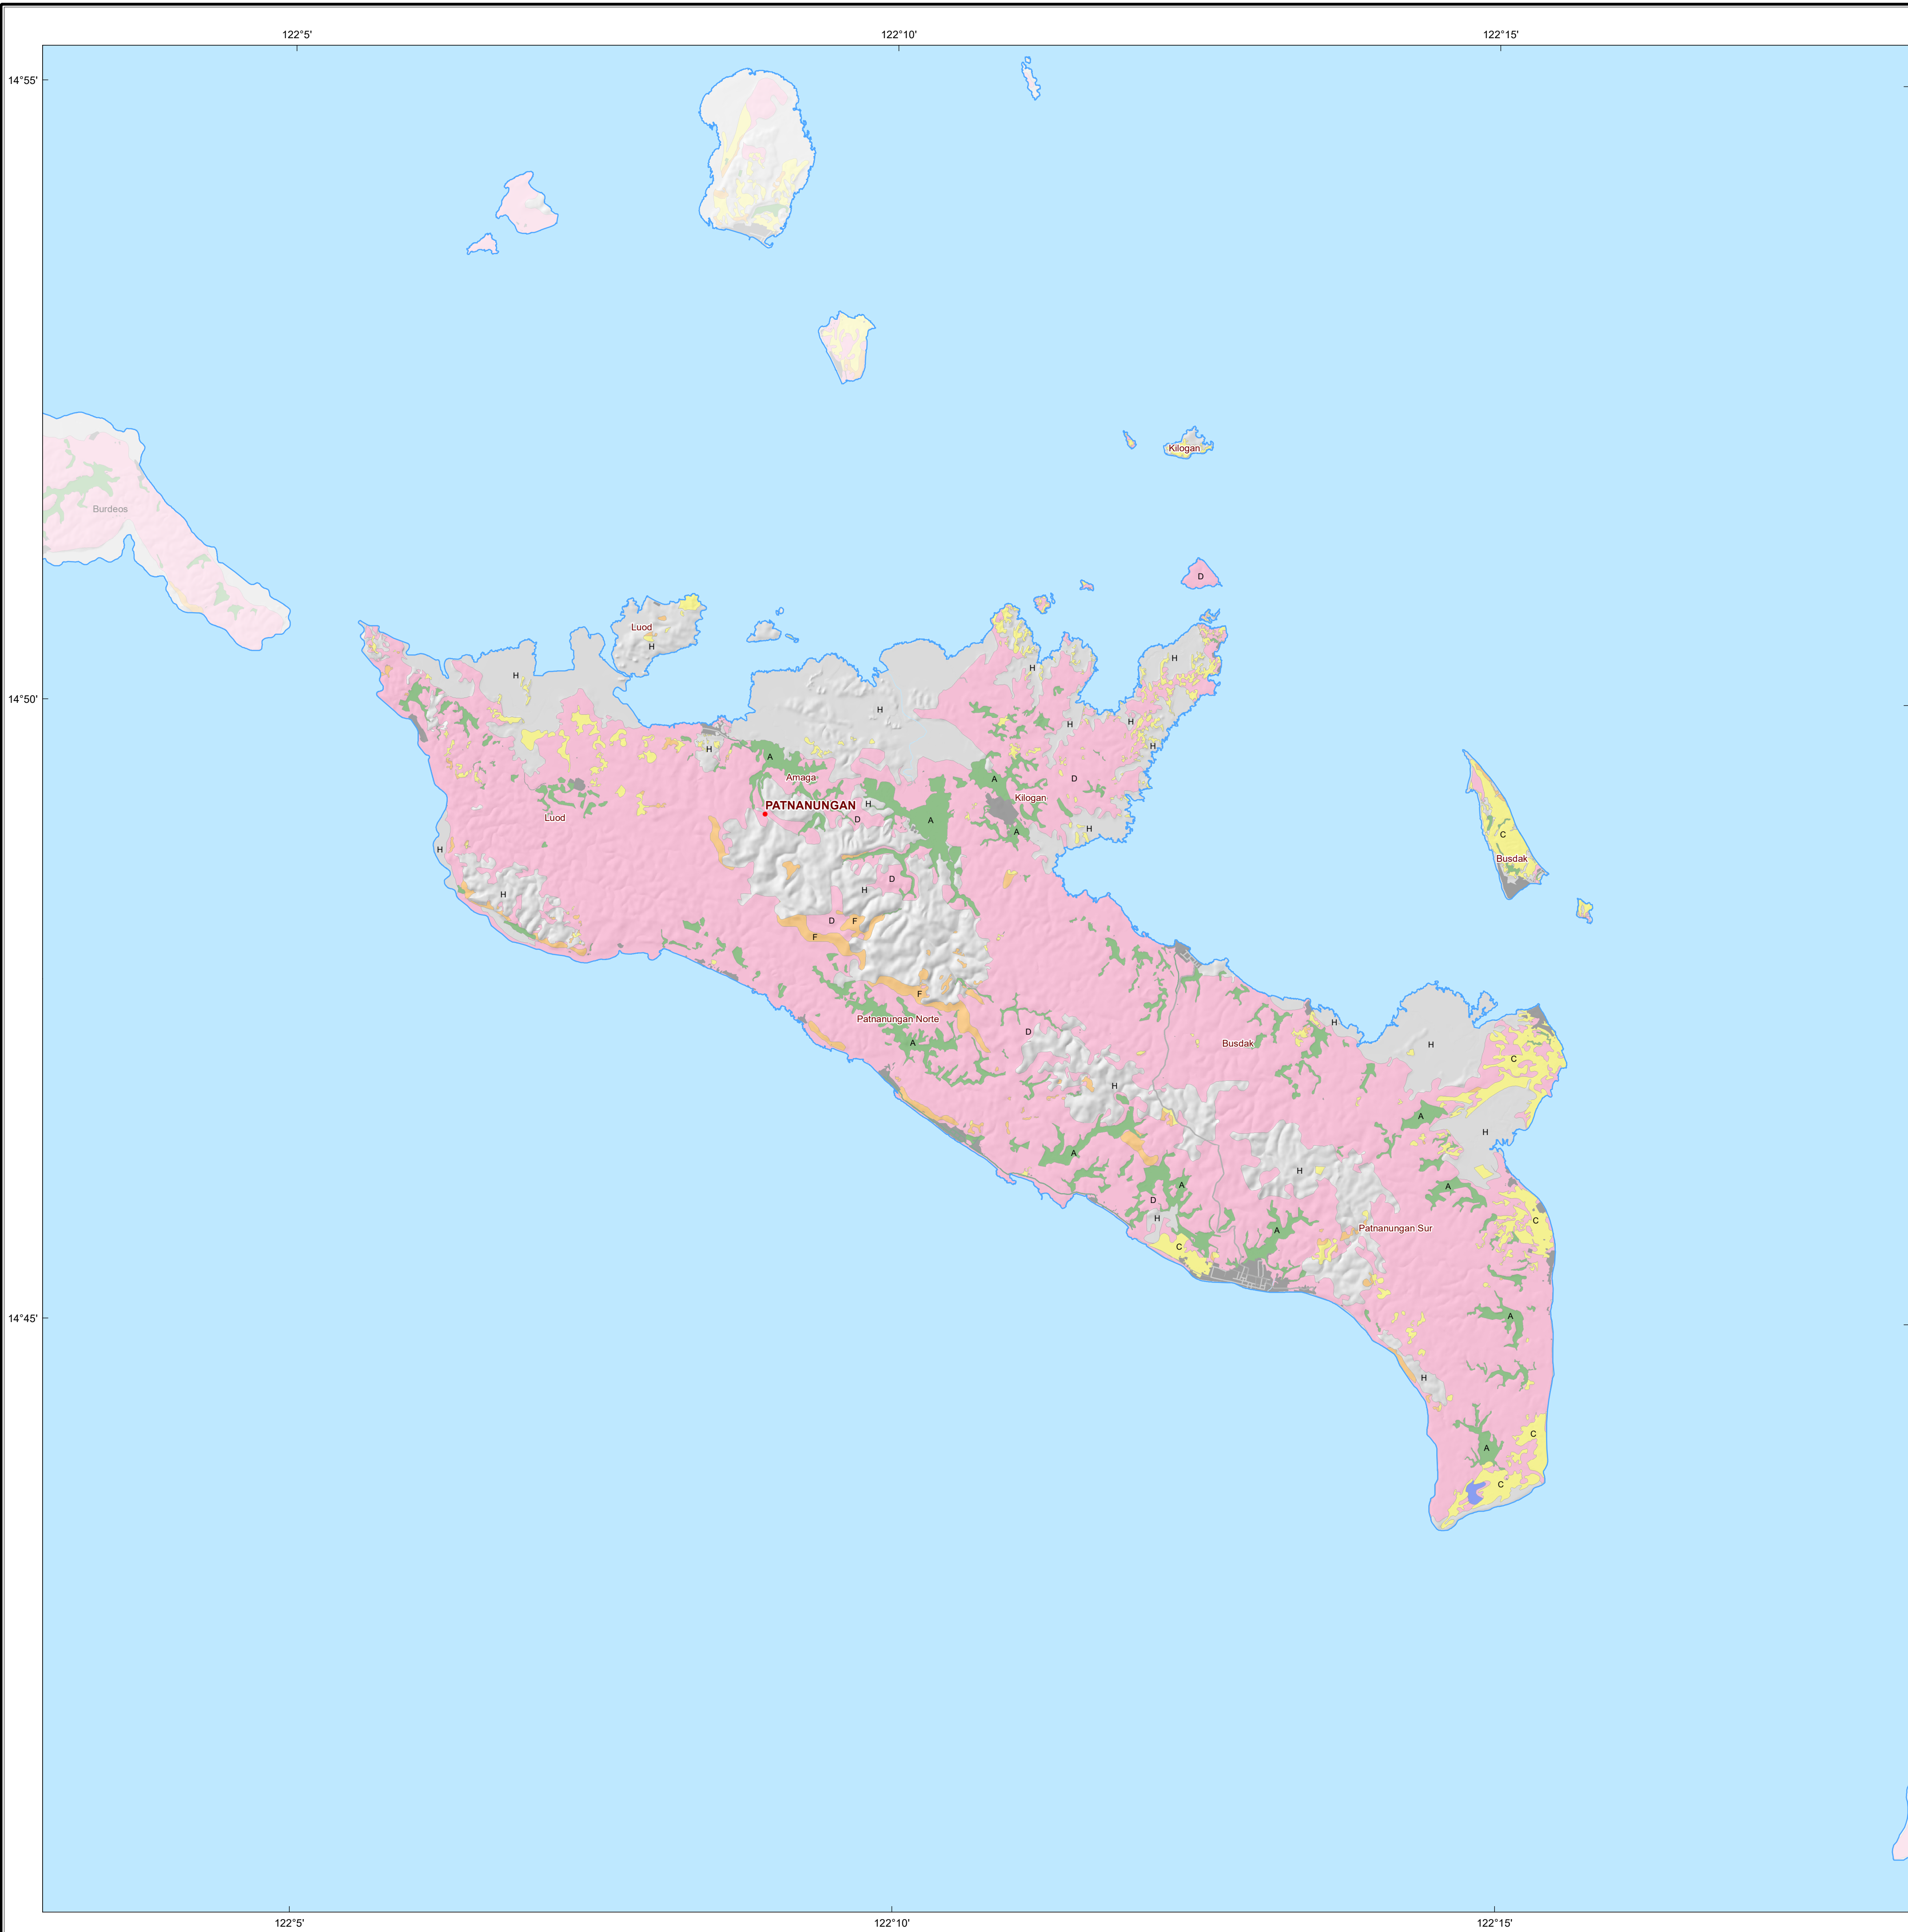 122°5' 122°10' 122°15'
14°55'
Kilogan
Burdeos
D
Luod
H
H
H
H
14°50'
H
H
H
H
H
A
Amaga
A
D
Kilogan
PATNANUNGAN
H
D
Luod
A
A
H
C
H
Busdak
D
H
H
D
F
F
F
Patnanungan Norte
H
D
A
Busdak
H
C
H
A
H
A
H
A
D
A
H
C
Patnanungan Sur
A
C
14°45'
A
H
C
A
C
122°5' 122°10' 122°15'